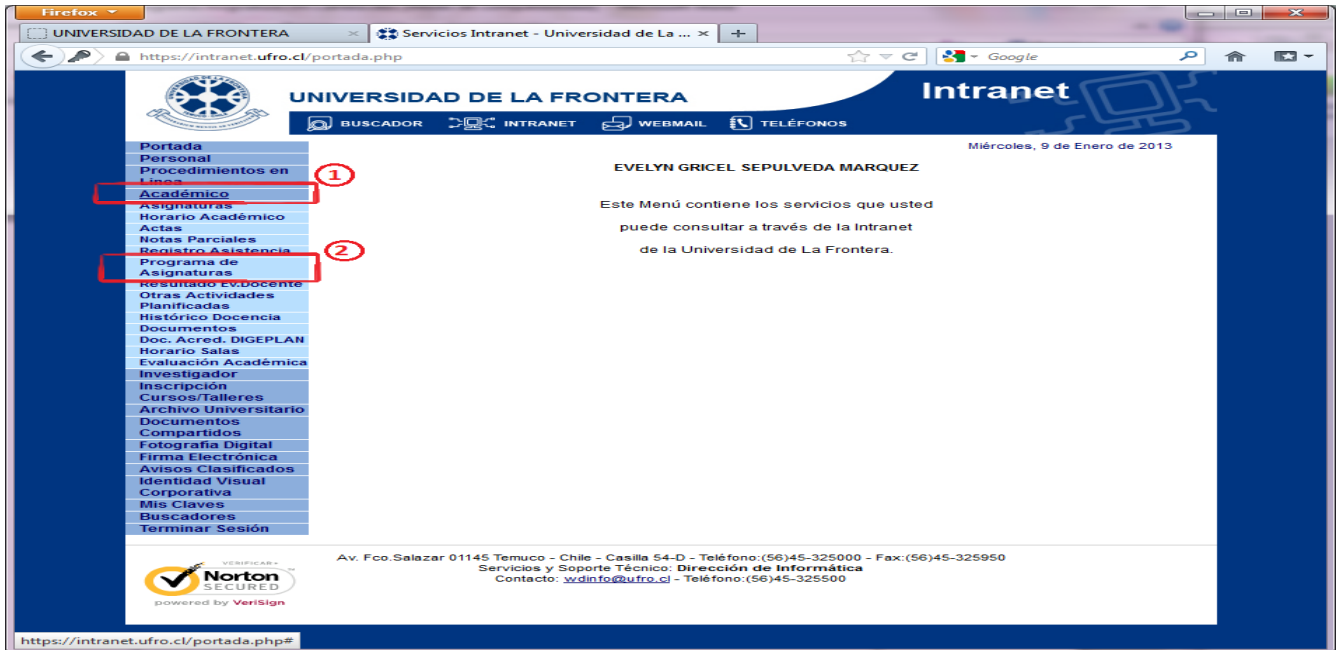 Firefox
UNIVERSIDAD DE LA FRONTERA
Servicios Intranet - Universidad de La ...
https://intranet.ufro.cl/portada.php
Google
UNIVERSIDAD DE LA FRONTERA
Intranet
BUSCADOR INTRANET WEBMAIL TELÉFONOS
Miércoles, 9 de Enero de 2013
Portada
Personal
Procedimientos en
Línea
1
Académico
Asignaturas
Horario Académico
Actas
Notas Parciales
Registro Asistencia
2
Programa de
Asignaturas
Resultado Ev.Docente
Otras Actividades
Planificadas
Histórico Docencia
Documentos
Doc. Acred. DIGEPLAN
Horario Salas
Evaluación Académica
Investigador
Inscripción
Cursos/Talleres
Archivo Universitario
Documentos
Compartidos
Fotografía Digital
Firma Electrónica
Avisos Clasificados
Identidad Visual
Corporativa
Mis Claves
Buscadores
Terminar Sesión
EVELYN GRICEL SEPULVEDA MARQUEZ
Este Menú contiene los servicios que usted
puede consultar a través de la Intranet
de la Universidad de La Frontera.
Av. Fco.Salazar 01145 Temuco - Chile - Casilla 54-D - Teléfono:(56)45-325000 - Fax:(56)45-325950
Servicios y Soporte Técnico: Dirección de Informática
Contacto: wdinfo@ufro.cl - Teléfono:(56)45-325500
Norton
SECURED
powered by VeriSign
https://intranet.ufro.cl/portada.php#